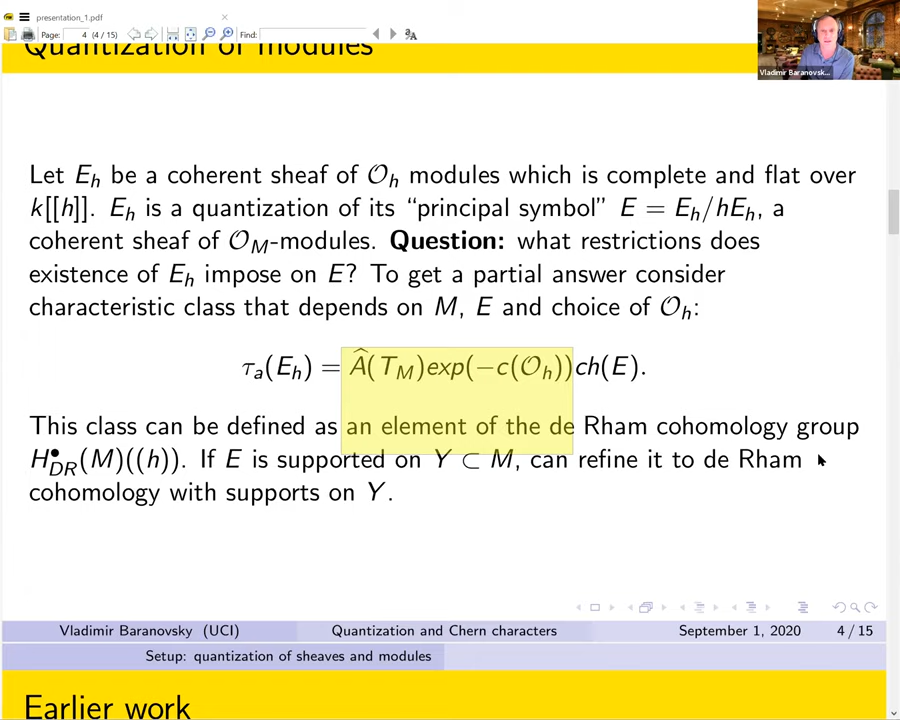 presentation_1.pdf
Page: 4 (4 / 15) Find:
Quantization of modules
Vladimir Baranovsk...
Let E_h be a coherent sheaf of 𝒪_h modules which is complete and flat over
k[[h]]. E_h is a quantization of its “principal symbol” E = E_h/hE_h, a
coherent sheaf of 𝒪_M-modules. Question: what restrictions does
existence of E_h impose on E? To get a partial answer consider
characteristic class that depends on M, E and choice of 𝒪_h:
τ_a(E_h) = Â(T_M)exp(−c(𝒪_h))ch(E).
This class can be defined as an element of the de Rham cohomology group
H^•_{DR}(M)((h)). If E is supported on Y ⊂ M, can refine it to de Rham
cohomology with supports on Y.
Vladimir Baranovsky (UCI) Quantization and Chern characters September 1, 2020 4 / 15
Setup: quantization of sheaves and modules
Earlier work